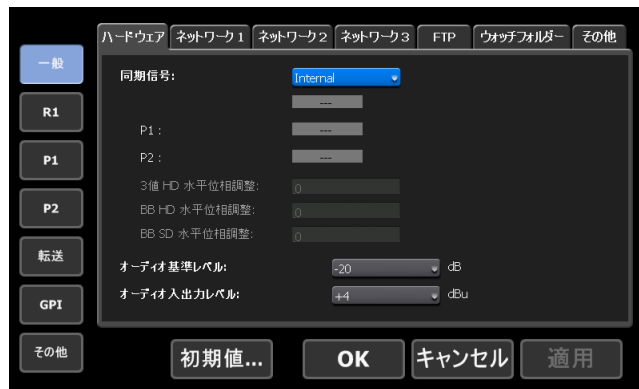 ハードウェア ネットワーク1 ネットワーク2 ネットワーク3 FTP ウォッチフォルダー その他
一般
R1
P1
P2
転送
GPI
その他
同期信号: Internal
---
P1 : ---
P2 : ---
3値 HD 水平位相調整: 0
BB HD 水平位相調整: 0
BB SD 水平位相調整: 0
オーディオ基準レベル: -20 dB
オーディオ入出力レベル: +4 dBu
初期値... OK キャンセル 適用